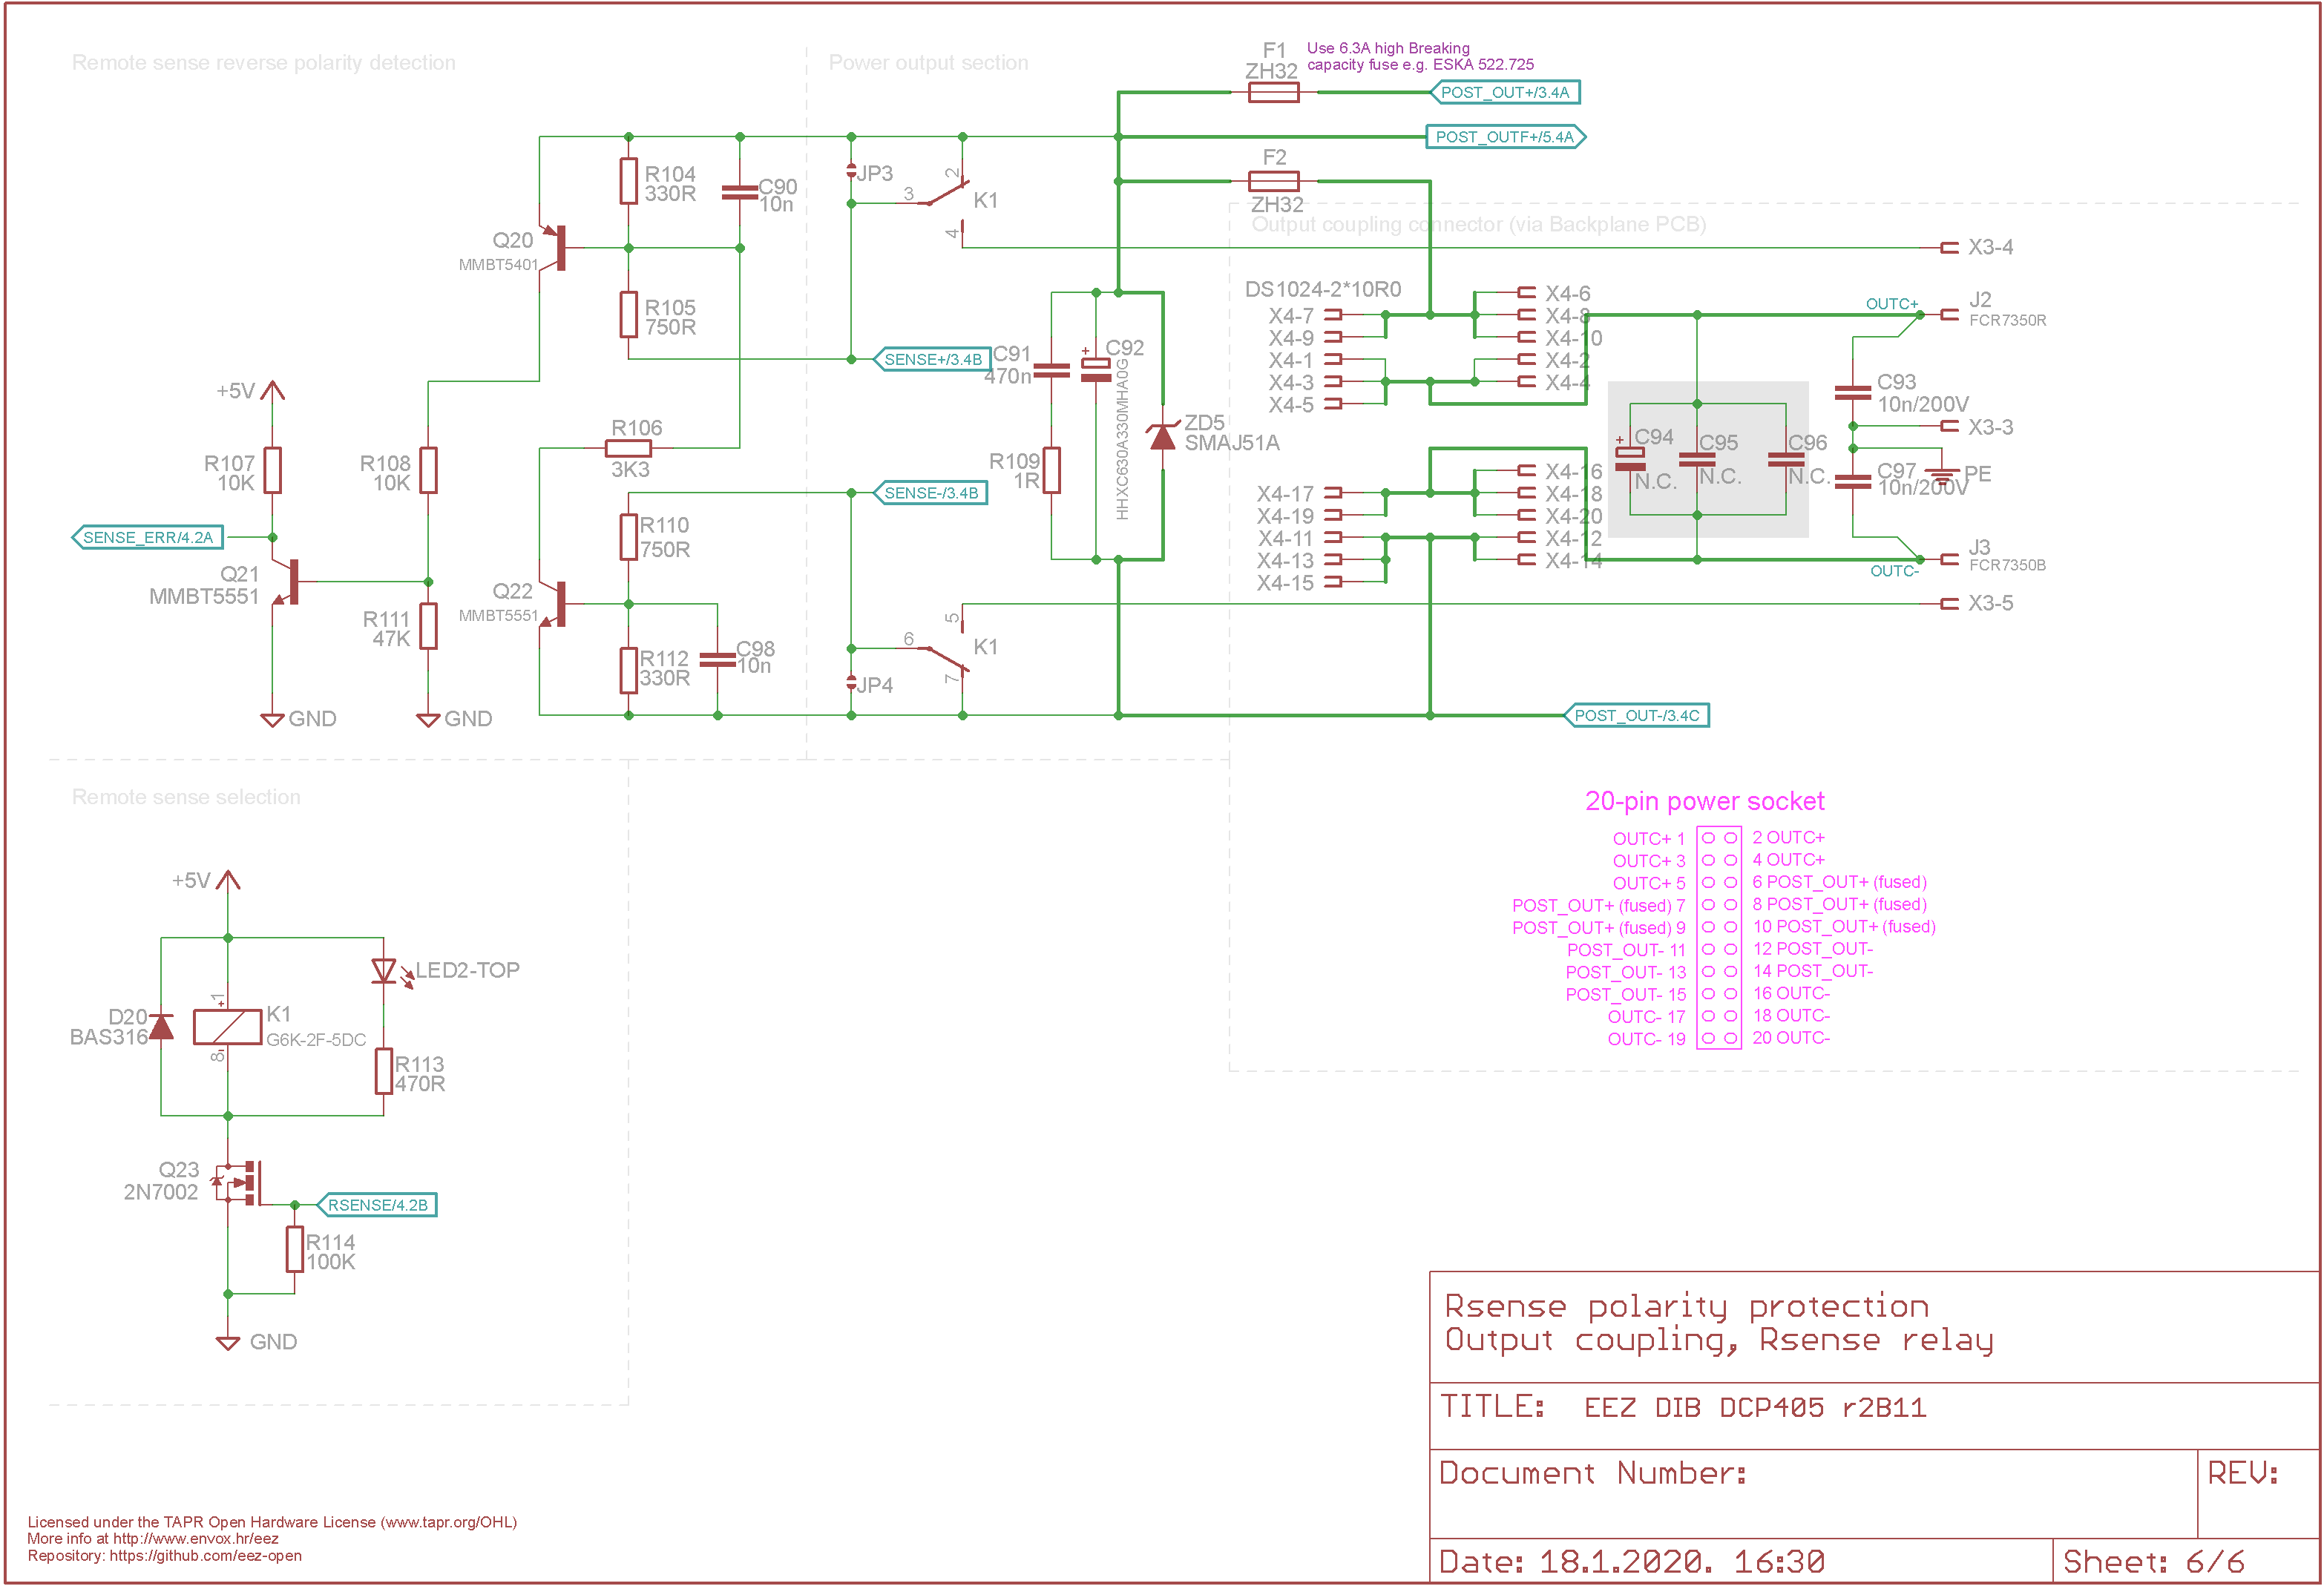 Remote sense reverse polarity detection
Power output section
F1
ZH32
Use 6.3A high Breaking
capacity fuse e.g. ESKA 522.725
POST_OUT+/3.4A
POST_OUTF+/5.4A
F2
ZH32
Output coupling connector (via Backplane PCB)
R104
330R
C90
10n
JP3
2
3
4
K1
Q20
MMBT5401
R105
750R
SENSE+/3.4B
X3-4
DS1024-2*10R0
X4-7
X4-9
X4-1
X4-3
X4-5
X4-6
X4-8
X4-10
X4-2
X4-4
OUTC+
J2
FCR7350R
C91
470n
+
C92
HHXC630A330MHA0G
ZD5
SMAJ51A
R109
1R
C93
10n/200V
X3-3
PE
C97
10n/200V
+
C94
N.C.
C95
N.C.
C96
N.C.
+5V
R107
10K
R108
10K
R106
3K3
SENSE-/3.4B
R110
750R
SENSE_ERR/4.2A
Q21
MMBT5551
R111
47K
Q22
MMBT5551
R112
330R
C98
10n
JP4
5
6
7
K1
GND
GND
X4-17
X4-19
X4-11
X4-13
X4-15
X4-16
X4-18
X4-20
X4-12
X4-14
OUTC-
J3
FCR7350B
X3-5
POST_OUT-/3.4C
Remote sense selection
+5V
LED2-TOP
D20
BAS316
1
+
K1
G6K-2F-5DC
8
-
R113
470R
Q23
2N7002
RSENSE/4.2B
R114
100K
GND
20-pin power socket
OUTC+ 1 2 OUTC+
OUTC+ 3 4 OUTC+
OUTC+ 5 6 POST_OUT+ (fused)
POST_OUT+ (fused) 7 8 POST_OUT+ (fused)
POST_OUT+ (fused) 9 10 POST_OUT+ (fused)
POST_OUT- 11 12 POST_OUT-
POST_OUT- 13 14 POST_OUT-
POST_OUT- 15 16 OUTC-
OUTC- 17 18 OUTC-
OUTC- 19 20 OUTC-
Rsense polarity protection
Output coupling, Rsense relay
TITLE: EEZ DIB DCP405 r2B11
Document Number:
REV:
Date: 18.1.2020. 16:30
Sheet: 6/6
Licensed under the TAPR Open Hardware License (www.tapr.org/OHL)
More info at http://www.envox.hr/eez
Repository: https://github.com/eez-open